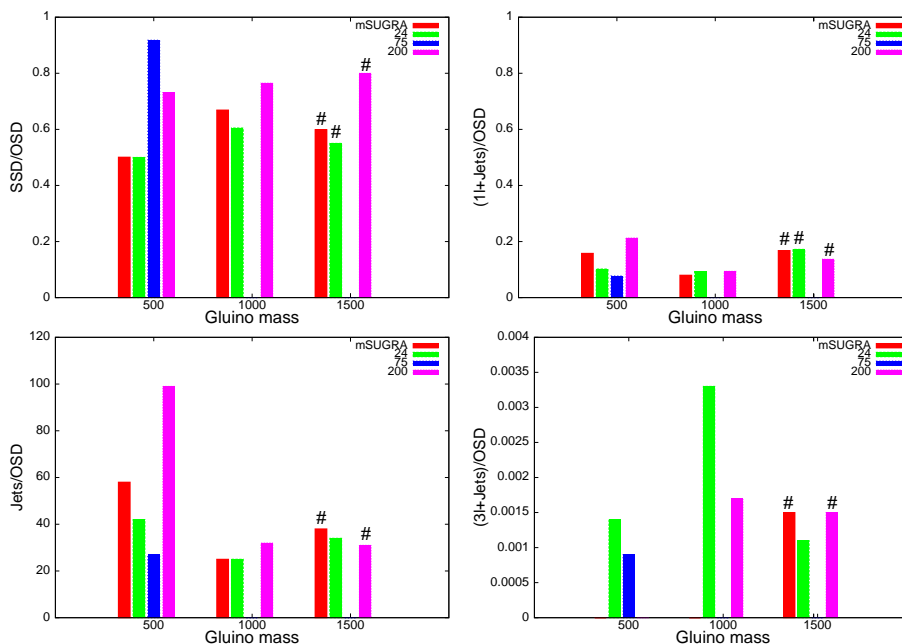 mSUGRA
24
75
200
1
0.8
0.6
0.4
0.2
0
SSD/OSD
#
# #
500 1000 1500
Gluino mass
mSUGRA
24
75
200
1
0.8
0.6
0.4
0.2
0
(1l+Jets)/OSD
# # #
500 1000 1500
Gluino mass
mSUGRA
24
75
200
120
100
80
60
40
20
0
Jets/OSD
# #
500 1000 1500
Gluino mass
mSUGRA
24
75
200
0.004
0.0035
0.003
0.0025
0.002
0.0015
0.001
0.0005
0
(3l+Jets)/OSD
# #
500 1000 1500
Gluino mass